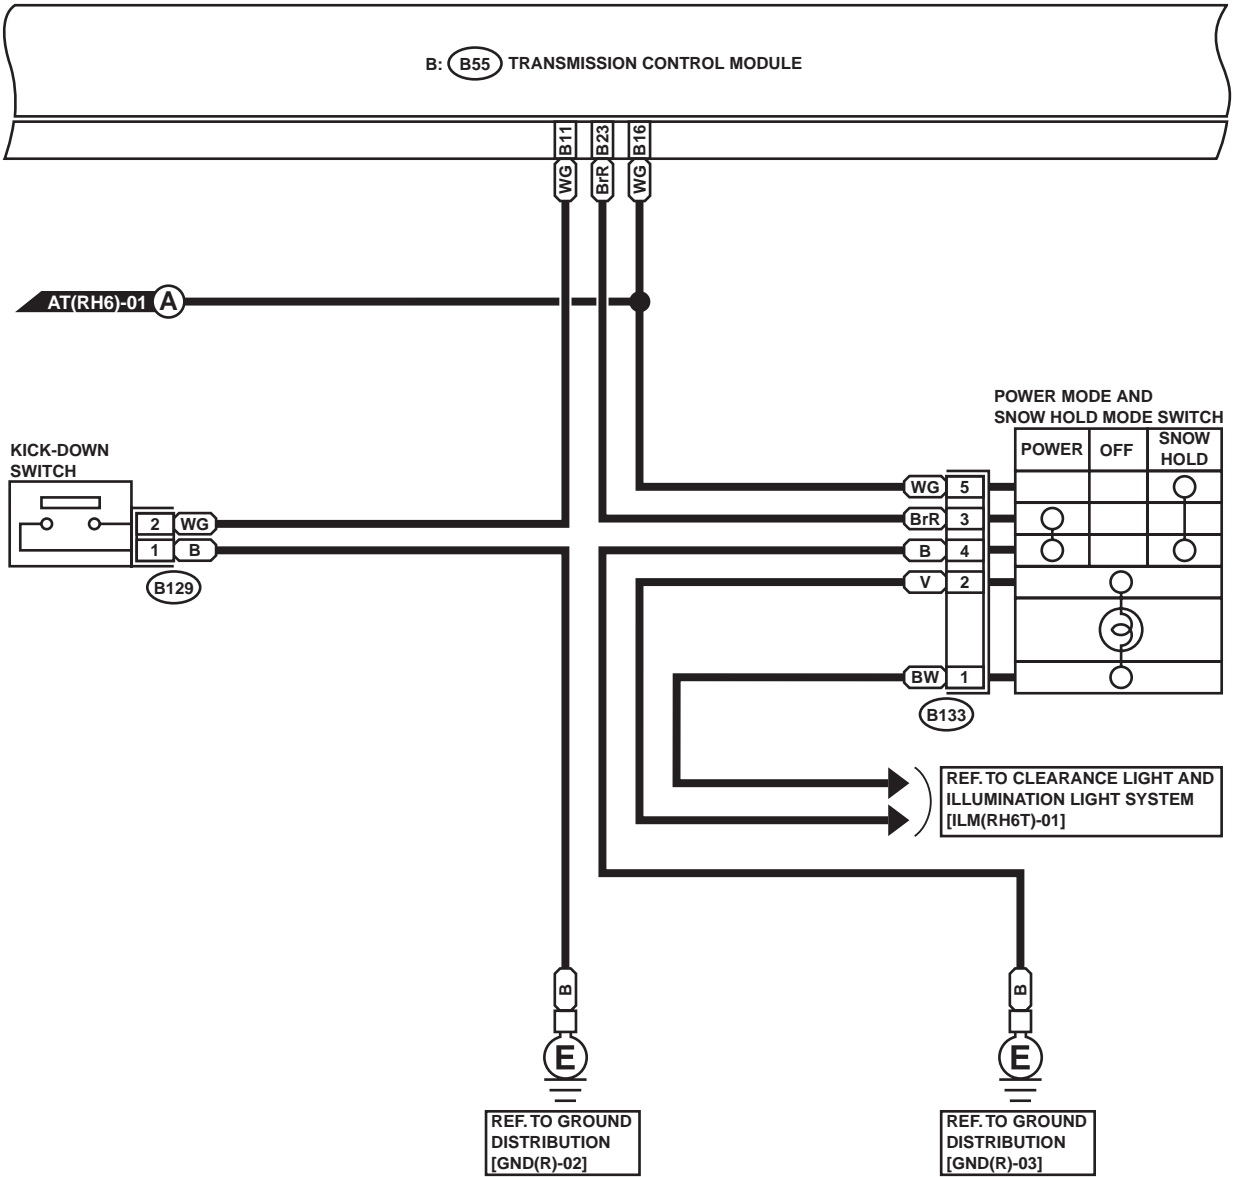 B: B55 TRANSMISSION CONTROL MODULE
B11 B23 B16
WG BrR WG
AT(RH6)-01 A
POWER MODE AND
SNOW HOLD MODE SWITCH
POWER OFF SNOW
HOLD
KICK-DOWN
SWITCH
WG 5
BrR 3
2 WG
B 4
1 B
V 2
B129
BW 1
B133
REF. TO CLEARANCE LIGHT AND
ILLUMINATION LIGHT SYSTEM
[ILM(RH6T)-01]
B B
E E
REF. TO GROUND
DISTRIBUTION
[GND(R)-02]
REF. TO GROUND
DISTRIBUTION
[GND(R)-03]